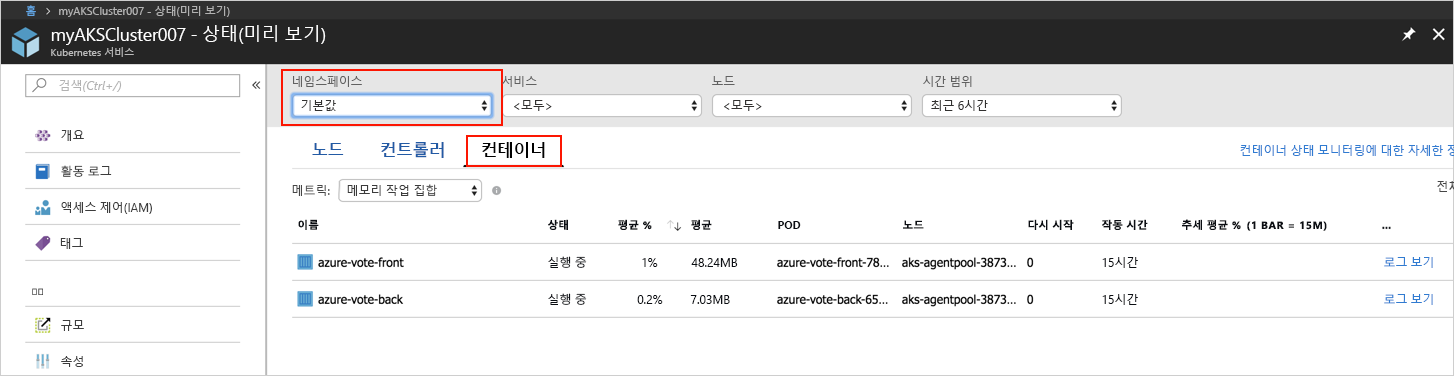 홈 > myAKSCluster007 - 상태(미리 보기)
myAKSCluster007 - 상태(미리 보기)
Kubernetes 서비스
검색(Ctrl+/)
«
개요
활동 로그
액세스 제어(IAM)
태그
ㅁㅁ
규모
속성
네임스페이스 서비스 노드 시간 범위
기본값 <모두> <모두> 최근 6시간
노드 컨트롤러 컨테이너
컨테이너 상태 모니터링에 대한 자세한
메트릭: 메모리 작업 집합
이름 상태 평균 % ↑↓ 평균 POD 노드 다시 시작 작동 시간 추세 평균 % (1 BAR = 15M) ...
azure-vote-front 실행 중 1% 48.24MB azure-vote-front-78... aks-agentpool-3873... 0 15시간 로그 보기
azure-vote-back 실행 중 0.2% 7.03MB azure-vote-back-65... aks-agentpool-3873... 0 15시간 로그 보기